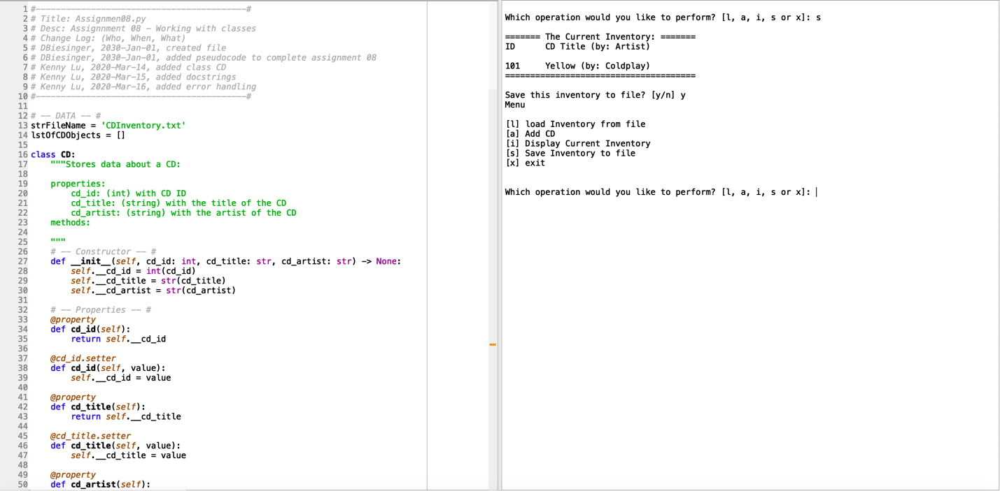 1 #------------------------------------------#
2 # Title: Assignmen08.py
3 # Desc: Assignnment 08 - Working with classes
4 # Change Log: (Who, When, What)
5 # DBiesinger, 2030-Jan-01, created file
6 # DBiesinger, 2030-Jan-01, added pseudocode to complete assignment 08
7 # Kenny Lu, 2020-Mar-14, added class CD
8 # Kenny Lu, 2020-Mar-15, added docstrings
9 # Kenny Lu, 2020-Mar-16, added error handling
10 #------------------------------------------#
11
12 # -- DATA -- #
13 strFileName = 'CDInventory.txt'
14 lstOfCDObjects = []
15
16 class CD:
17     """Stores data about a CD:
18
19     properties:
20         cd_id: (int) with CD ID
21         cd_title: (string) with the title of the CD
22         cd_artist: (string) with the artist of the CD
23     methods:
24
25     """
26     # -- Constructor -- #
27     def __init__(self, cd_id: int, cd_title: str, cd_artist: str) -> None:
28         self.__cd_id = int(cd_id)
29         self.__cd_title = str(cd_title)
30         self.__cd_artist = str(cd_artist)
31
32     # -- Properties -- #
33     @property
34     def cd_id(self):
35         return self.__cd_id
36
37     @cd_id.setter
38     def cd_id(self, value):
39         self.__cd_id = value
40
41     @property
42     def cd_title(self):
43         return self.__cd_title
44
45     @cd_title.setter
46     def cd_title(self, value):
47         self.__cd_title = value
48
49     @property
50     def cd_artist(self):
Which operation would you like to perform? [l, a, i, s or x]: s
======= The Current Inventory: =======
ID      CD Title (by: Artist)
101     Yellow (by: Coldplay)
======================================
Save this inventory to file? [y/n] y
Menu
[l] load Inventory from file
[a] Add CD
[i] Display Current Inventory
[s] Save Inventory to file
[x] exit
Which operation would you like to perform? [l, a, i, s or x]: